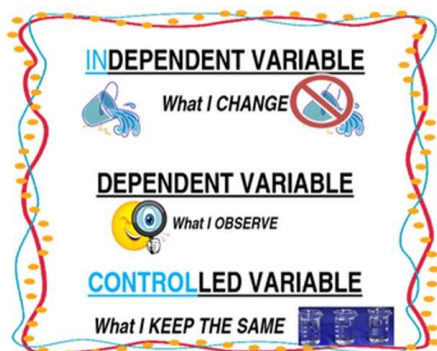 INDEPENDENT VARIABLE
What I CHANGE
DEPENDENT VARIABLE
What I OBSERVE
CONTROLLED VARIABLE
What I KEEP THE SAME